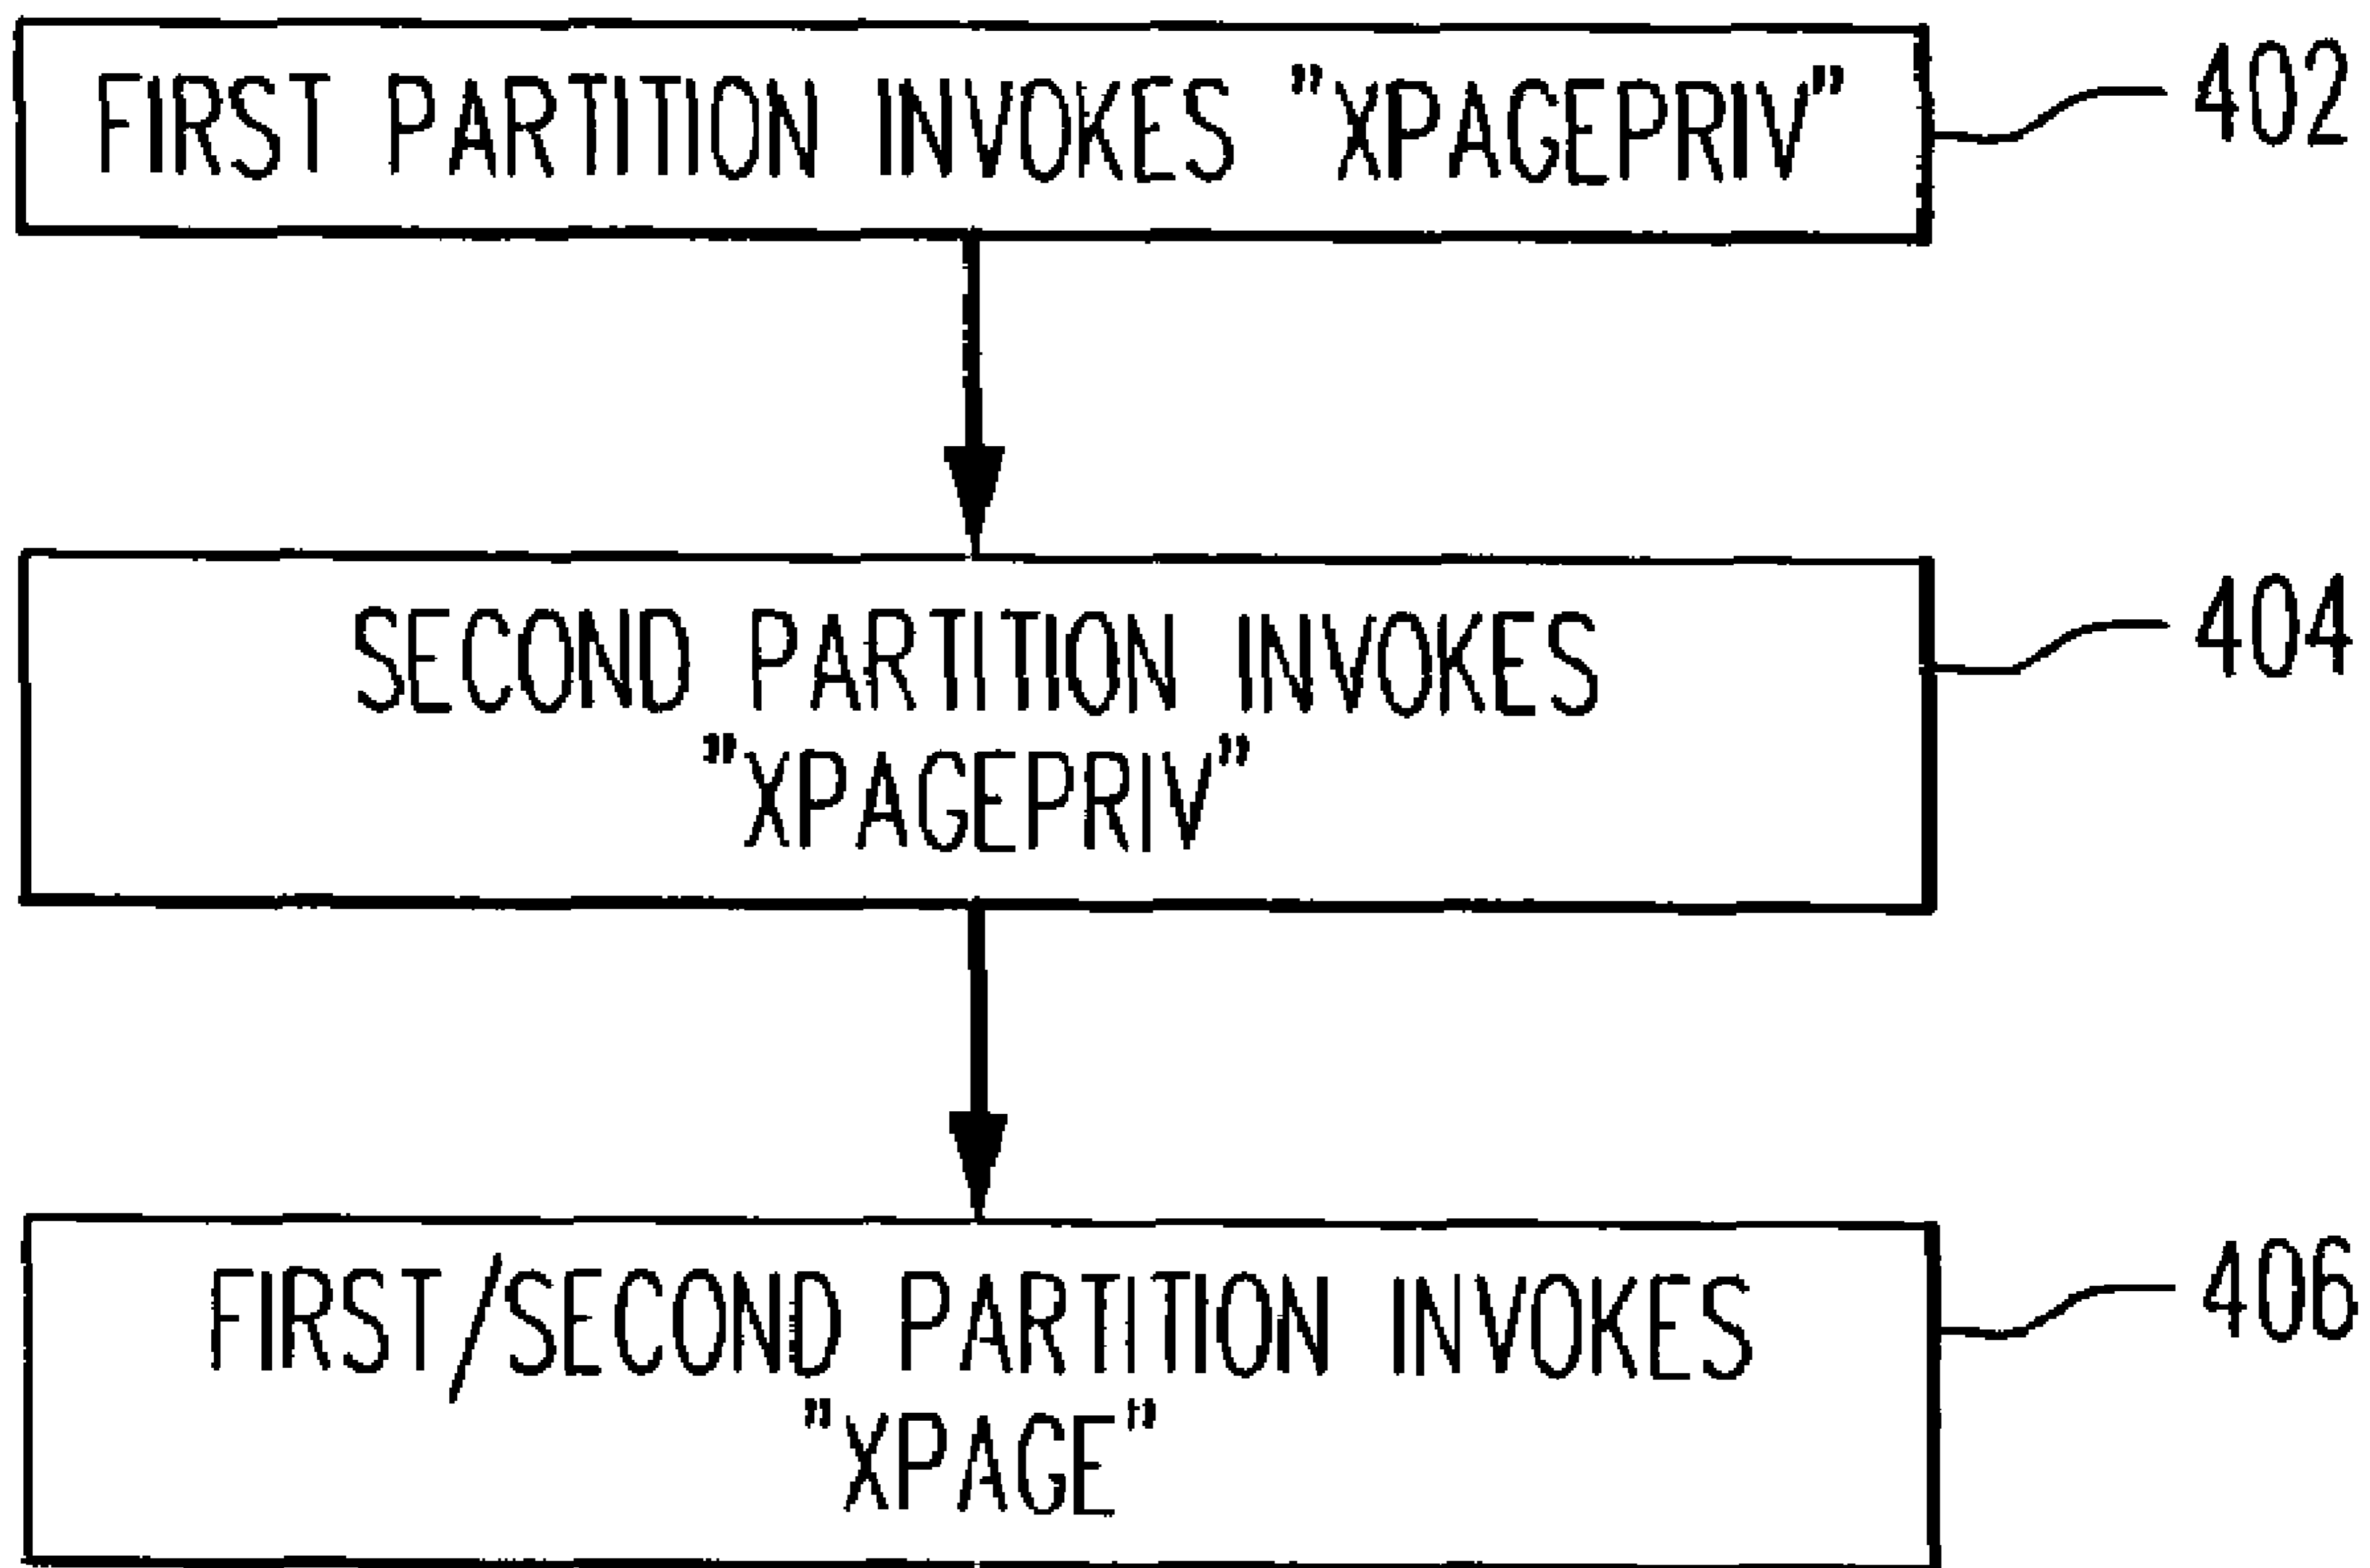 FIRST PARTITION INVOKES "XPAGEPRIV"
402
SECOND PARTITION INVOKES
"XPAGEPRIV"
404
FIRST/SECOND PARTITION INVOKES
"XPAGE"
406